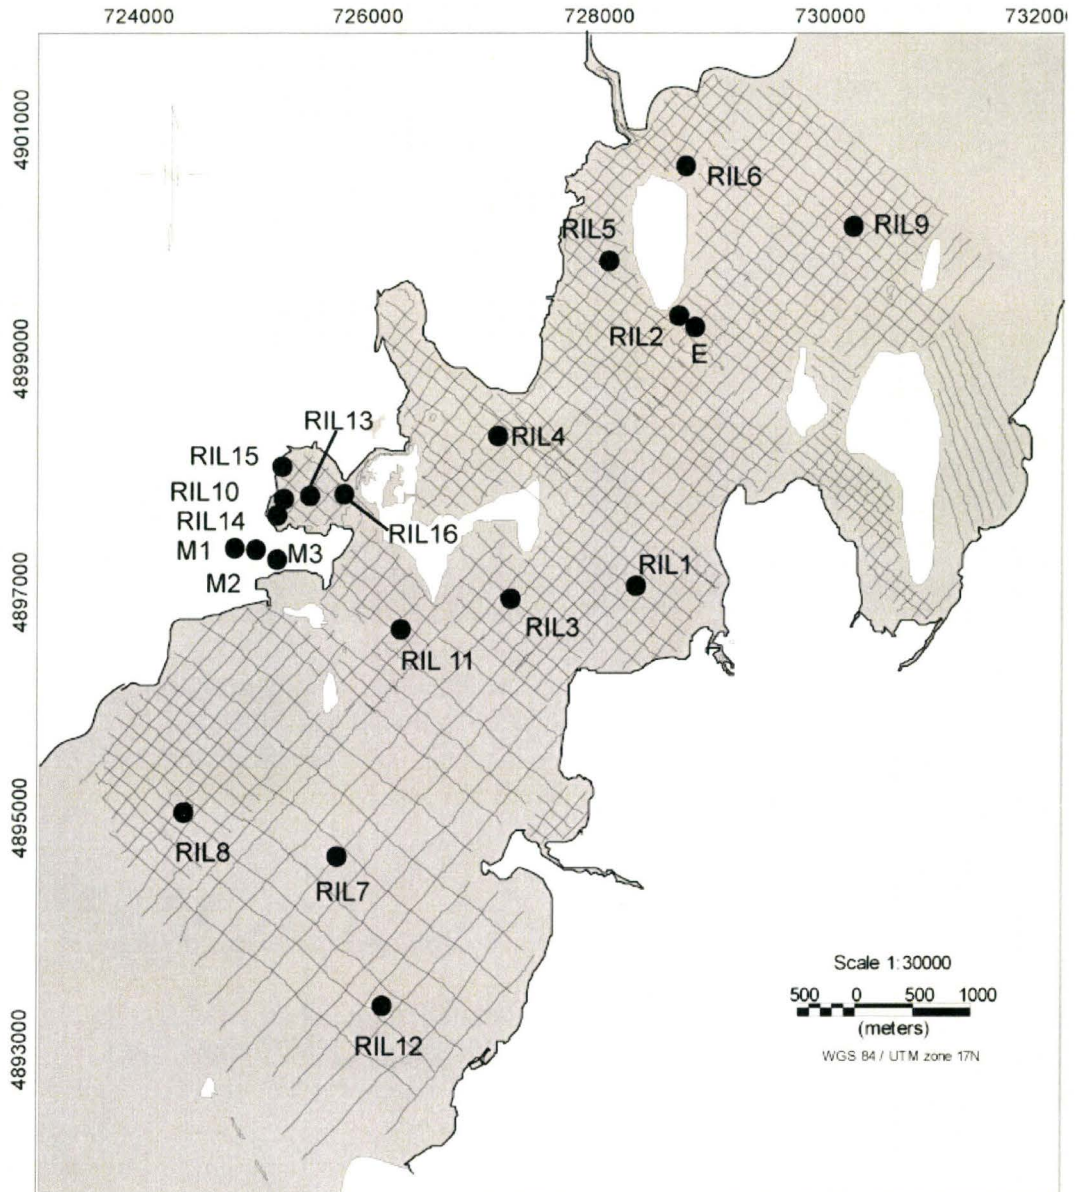 724000 726000 728000 730000 73200
4901000
RIL6
RIL9
RIL5
RIL2
E
4899000
RIL13
RIL4
RIL15
RIL10
RIL14
RIL16
M1
M3
M2
4897000
RIL1
RIL3
RIL 11
4895000
RIL8
RIL7
Scale 1:30000
500 0 500 1000
(meters)
WGS 84 / UTM zone 17N
RIL12
4893000